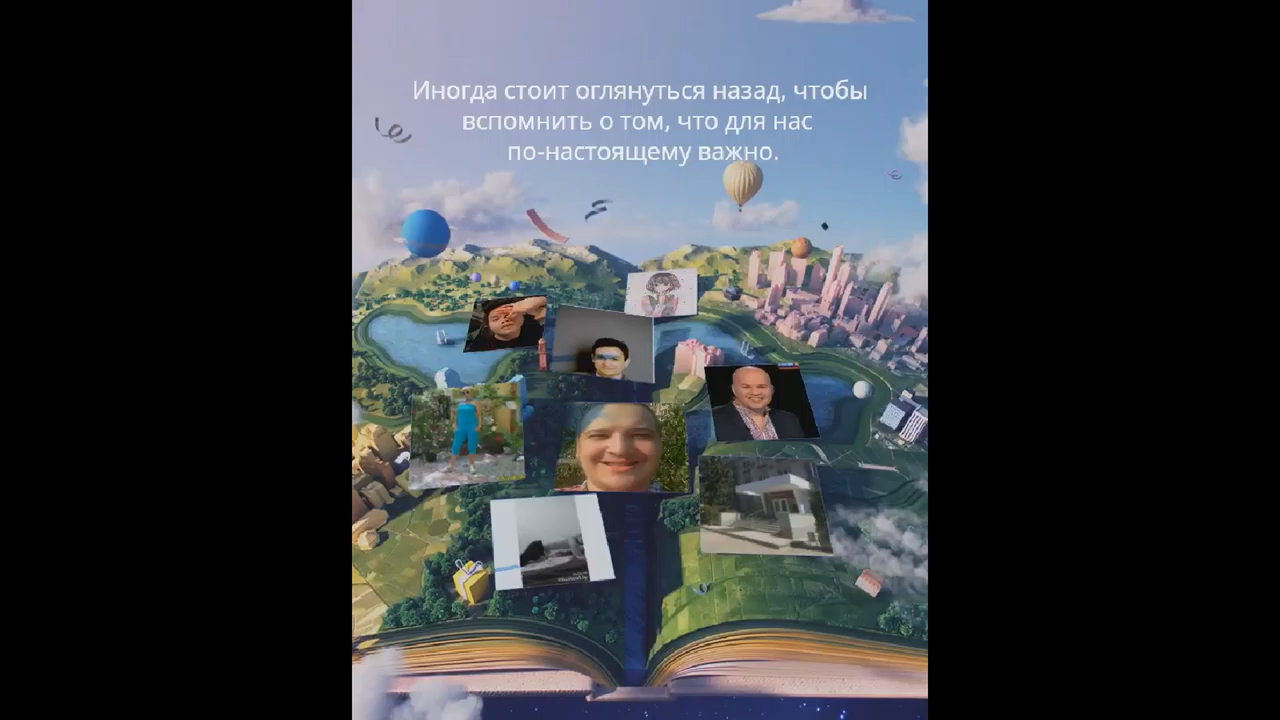 Иногда стоит оглянуться назад, чтобы
вспомнить о том, что для нас
по-настоящему важно.